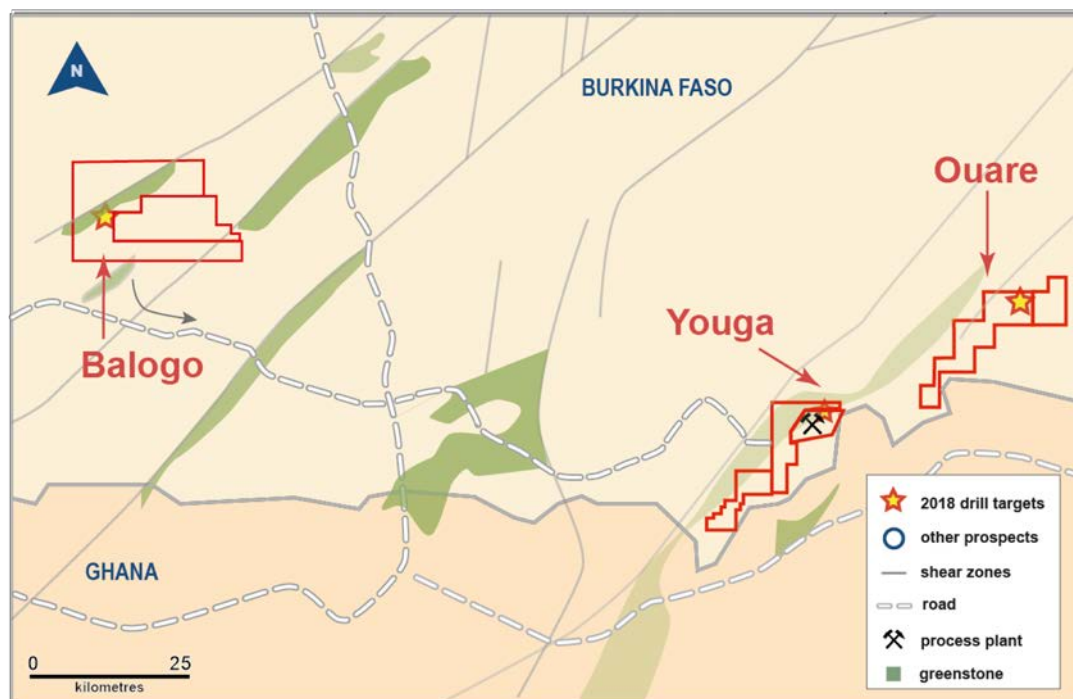 N
BURKINA FASO
Ouare
Youga
Balogo
GHANA
0 25
kilometres
2018 drill targets
other prospects
shear zones
road
process plant
greenstone